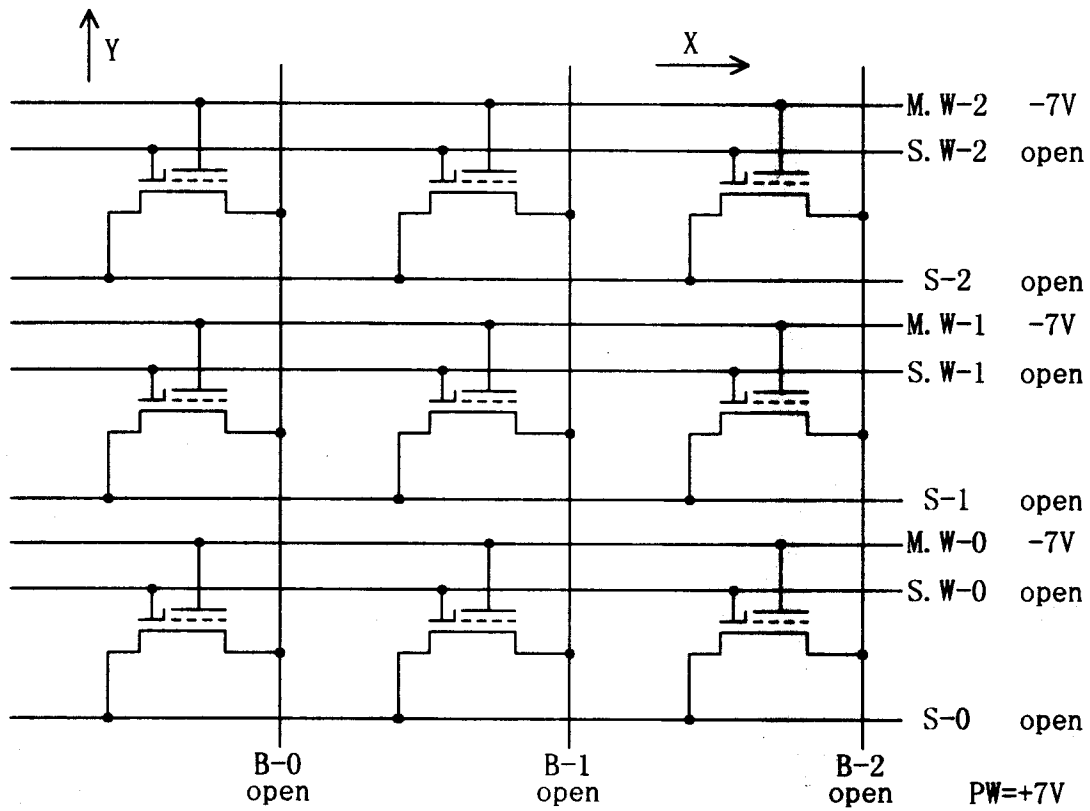 Y
X
M. W-2 -7V
S. W-2 open
S-2 open
M. W-1 -7V
S. W-1 open
S-1 open
M. W-0 -7V
S. W-0 open
S-0 open
B-0 B-1 B-2
open open open PW=+7V